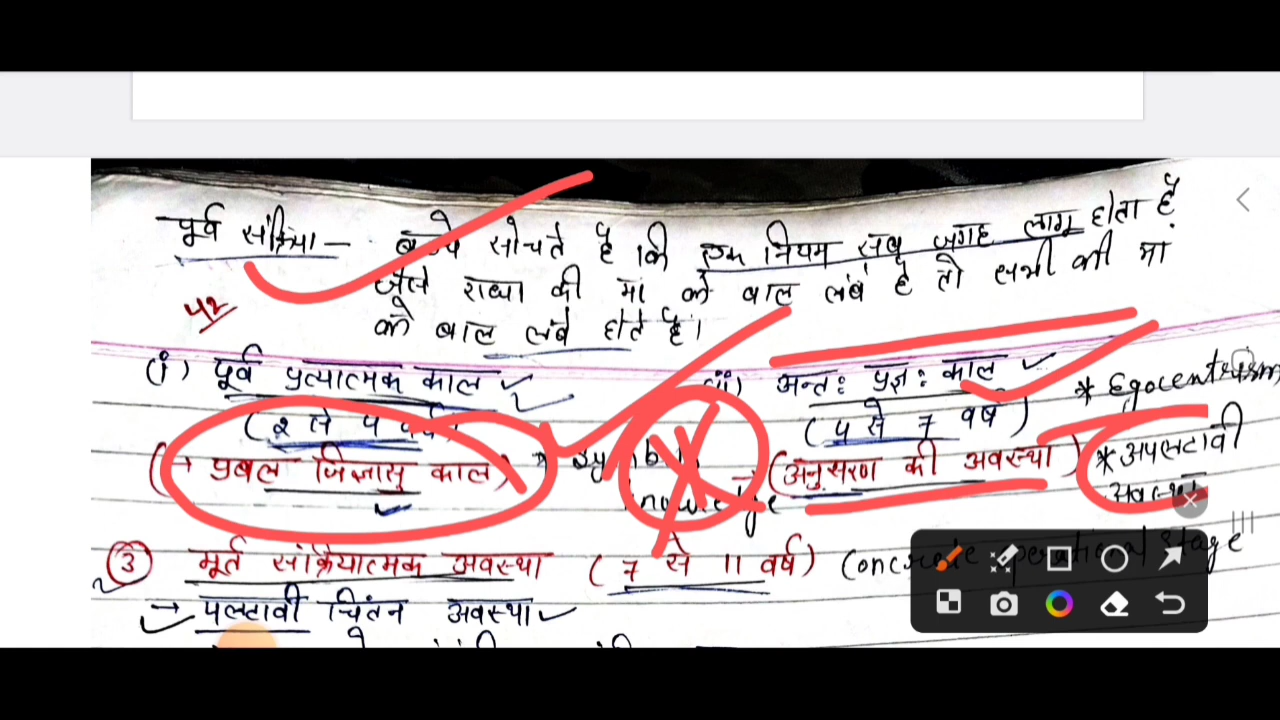 पूर्व संक्रिया - बच्चे सोचते है की एक नियम सब जगह लागू होता है
जैसे राधा की मां के बाल लंबे है तो सभी की मां
के बाल लंबे होते है।
(i) पूर्व प्रत्यात्मक काल (ii) अन्त: प्रज्ञ: काल * Egocentrism
(2 से 4 वर्ष) (4 से 7 वर्ष)
(→ प्रबल जिज्ञासु काल) * → (अनुसरण की अवस्था) * अपलटावी
अवस्था
③ मूर्त संक्रियात्मक अवस्था (7 से 11 वर्ष) (Concrete operational stage
→ पलटावी चिंतन अवस्था